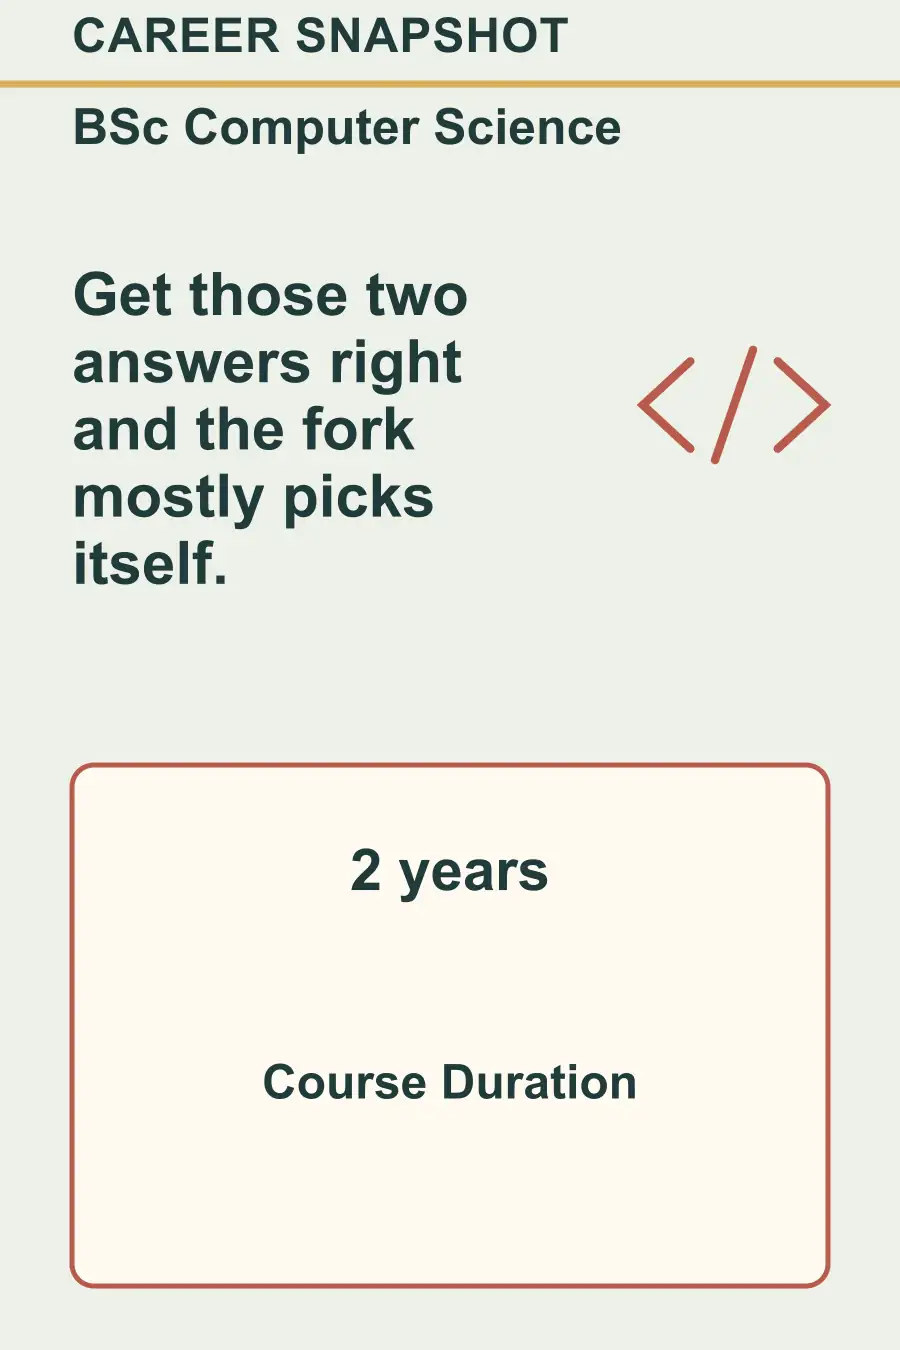 CAREER SNAPSHOT
BSc Computer Science
Get those two
answers right
and the fork
mostly picks
itself.
</>
2 years
Course Duration